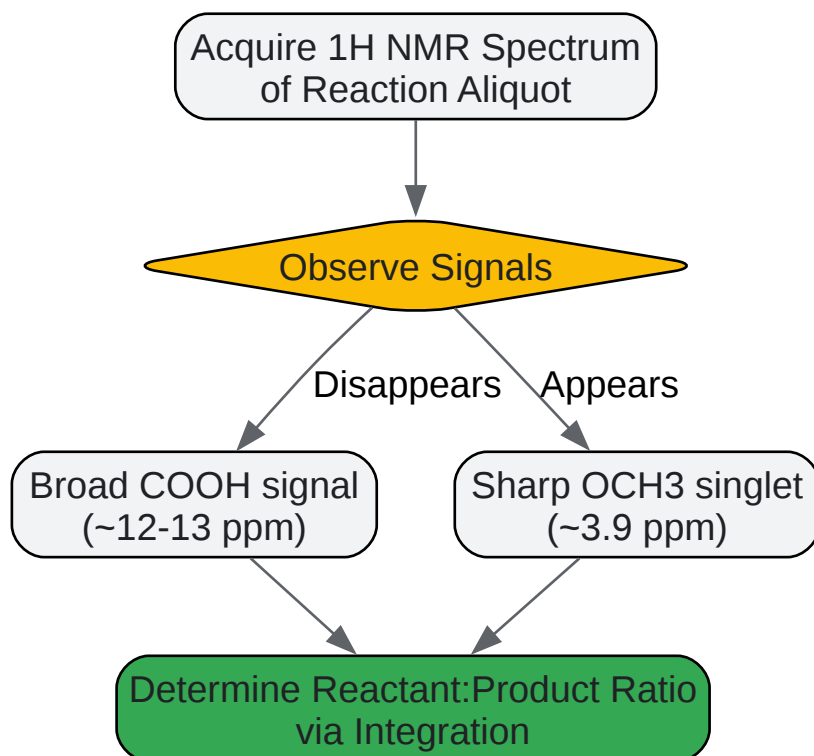 Acquire 1H NMR Spectrum
of Reaction Aliquot
Observe Signals
Disappears
Appears
Broad COOH signal
(~12-13 ppm)
Sharp OCH3 singlet
(~3.9 ppm)
Determine Reactant:Product Ratio
via Integration